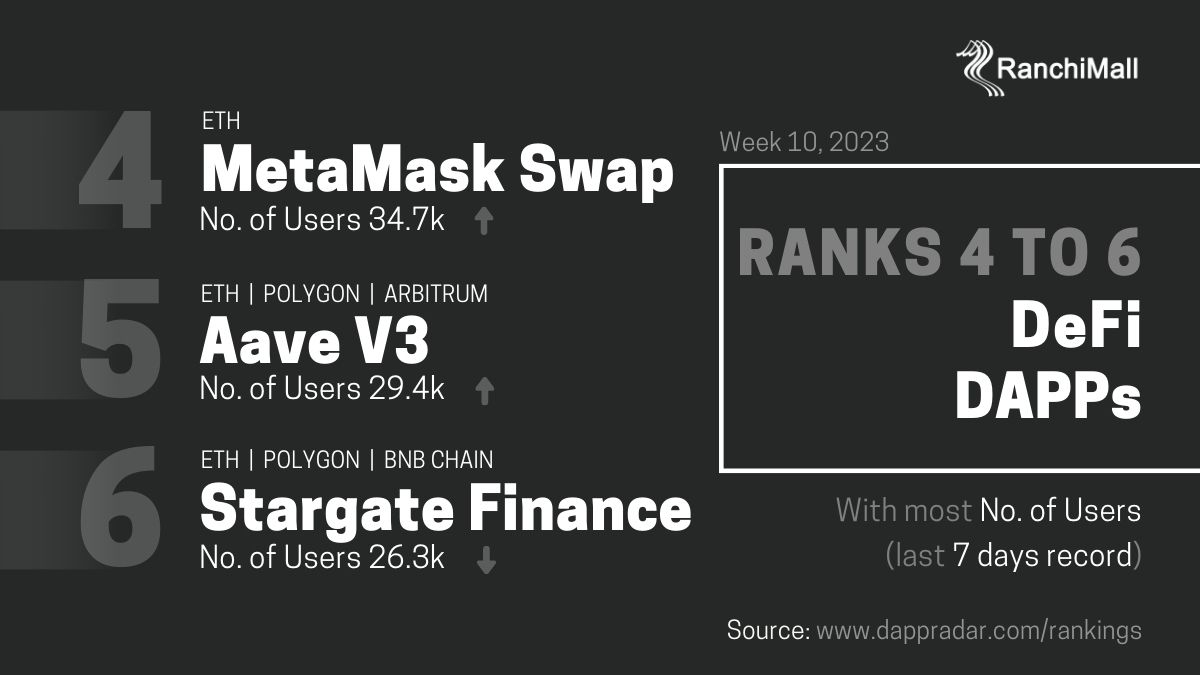 RanchiMall
4
ETH
MetaMask Swap
No. of Users 34.7k
5
ETH | POLYGON | ARBITRUM
Aave V3
No. of Users 29.4k
6
ETH | POLYGON | BNB CHAIN
Stargate Finance
No. of Users 26.3k
Week 10, 2023
RANKS 4 TO 6
DeFi
DAPPs
With most No. of Users
(last 7 days record)
Source: www.dappradar.com/rankings